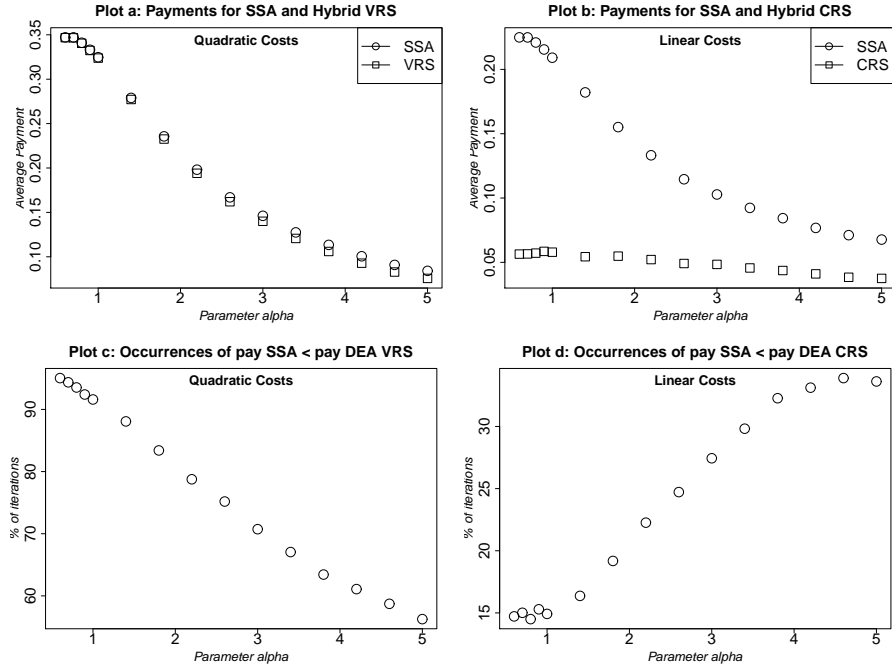 Plot a: Payments for SSA and Hybrid VRS
Quadratic Costs
SSA
VRS
Average Payment
0.35
0.30
0.25
0.20
0.15
0.10
1 2 3 4 5
Parameter alpha
Plot b: Payments for SSA and Hybrid CRS
Linear Costs
SSA
CRS
Average Payment
0.20
0.15
0.10
0.05
1 2 3 4 5
Parameter alpha
Plot c: Occurrences of pay SSA < pay DEA VRS
Quadratic Costs
% of iterations
90
80
70
60
1 2 3 4 5
Parameter alpha
Plot d: Occurrences of pay SSA < pay DEA CRS
Linear Costs
% of iterations
30
25
20
15
1 2 3 4 5
Parameter alpha